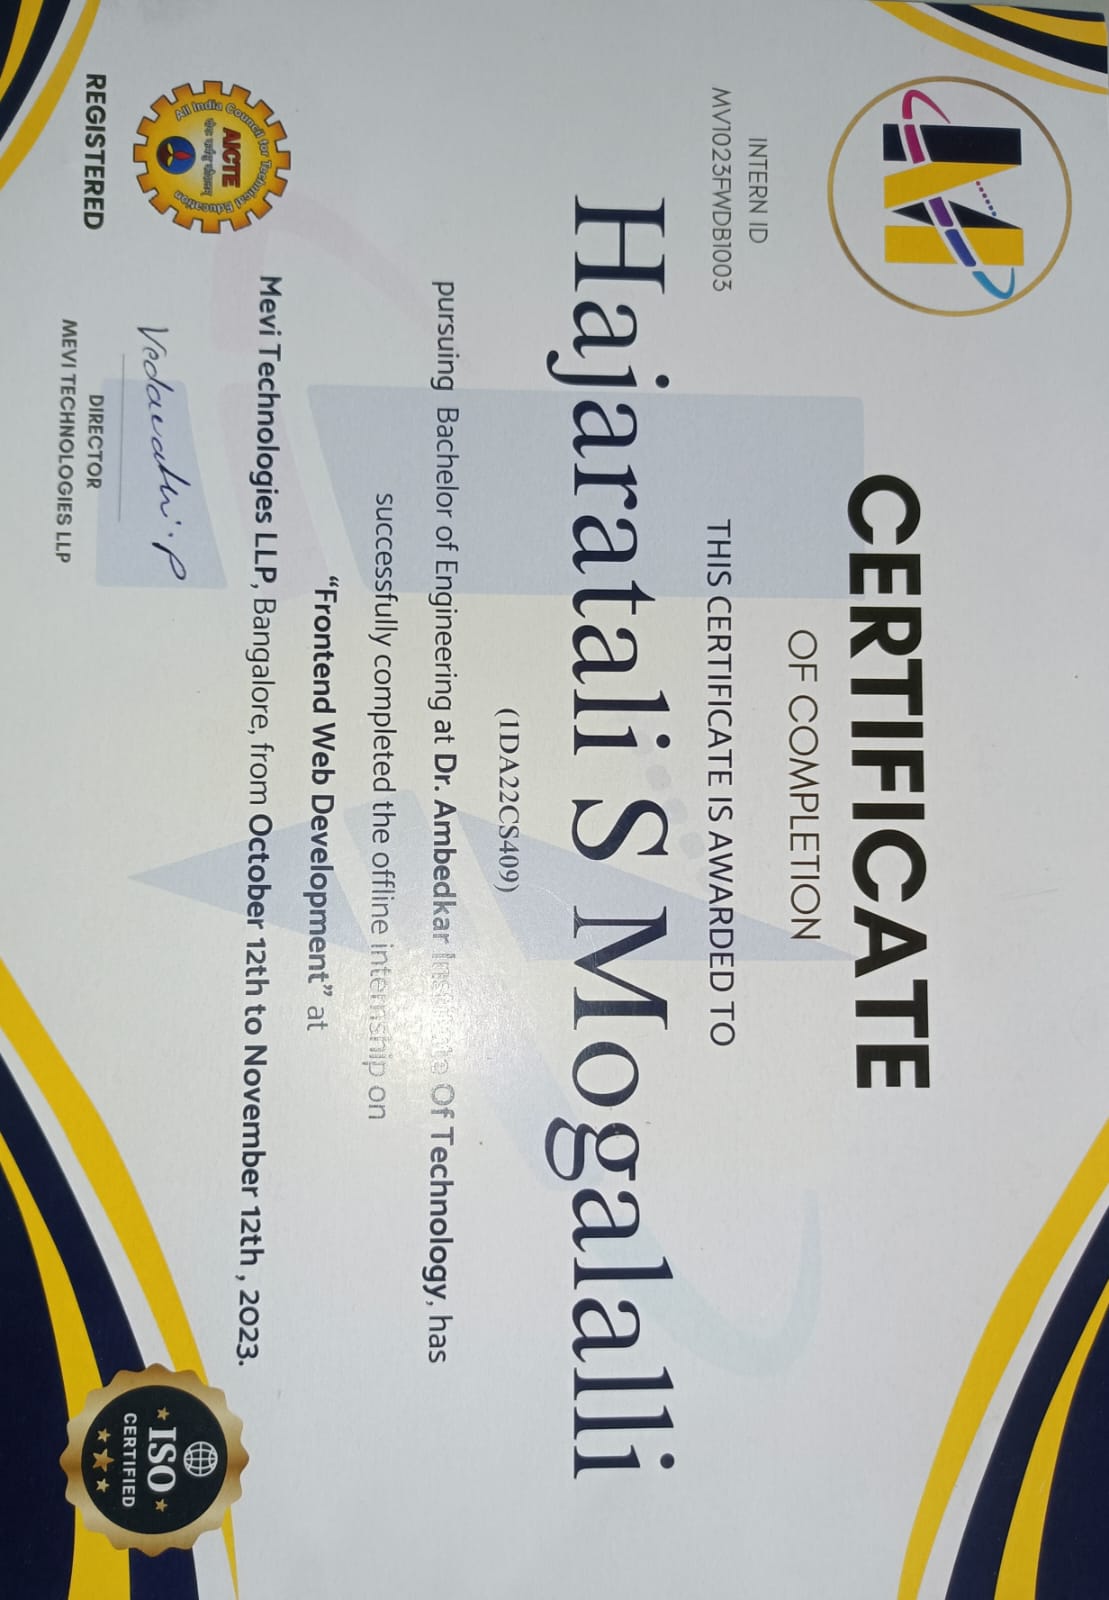 INTERN ID
MV1023FWDB1003
CERTIFICATE
OF COMPLETION
THIS CERTIFICATE IS AWARDED TO
Hajaratali S Mogalalli
(1DA22CS409)
pursuing Bachelor of Engineering at Dr. Ambedkar Institute Of Technology, has
successfully completed the offline internship on
“Frontend Web Development” at
Mevi Technologies LLP, Bangalore, from October 12th to November 12th , 2023.
All India Council for Technical Education
AICTE
REGISTERED
Vedavathi.P
DIRECTOR
MEVI TECHNOLOGIES LLP
ISO
CERTIFIED